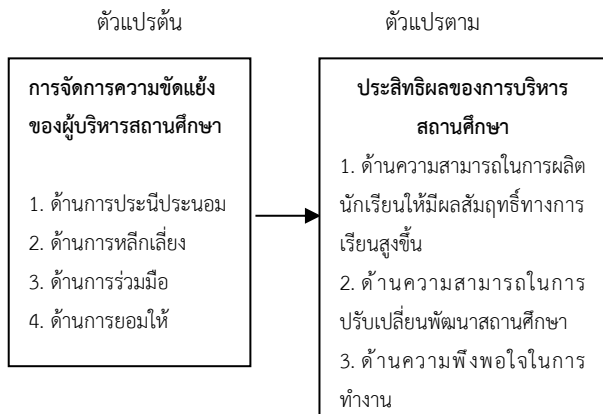 ตัวแปรต้น
ตัวแปรตาม
การจัดการความขัดแย้ง
ของผู้บริหารสถานศึกษา
1. ด้านการประนีประนอม
2. ด้านการหลีกเลี่ยง
3. ด้านการร่วมมือ
4. ด้านการยอมให้
ประสิทธิผลของการบริหาร
สถานศึกษา
1. ด้านความสามารถในการผลิต
นักเรียนให้มีผลสัมฤทธิ์ทางการ
เรียนสูงขึ้น
2. ด้านความสามารถในการ
ปรับเปลี่ยนพัฒนาสถานศึกษา
3. ด้านความพึงพอใจในการ
ทำงาน